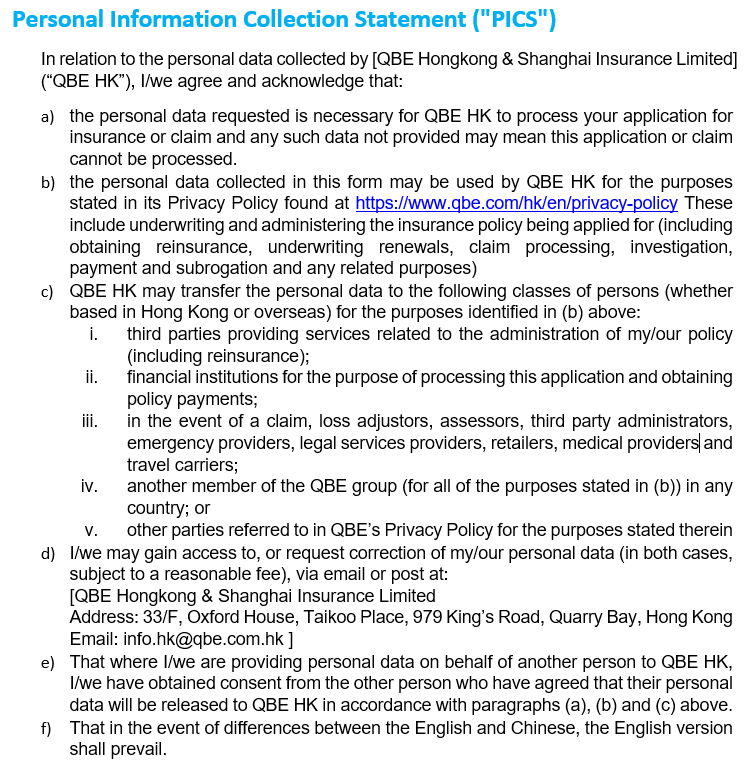 Personal Information Collection Statement ("PICS")
In relation to the personal data collected by [QBE Hongkong & Shanghai Insurance Limited]
(“QBE HK”), I/we agree and acknowledge that:
a) the personal data requested is necessary for QBE HK to process your application for
insurance or claim and any such data not provided may mean this application or claim
cannot be processed.
b) the personal data collected in this form may be used by QBE HK for the purposes
stated in its Privacy Policy found at https://www.qbe.com/hk/en/privacy-policy These
include underwriting and administering the insurance policy being applied for (including
obtaining reinsurance, underwriting renewals, claim processing, investigation,
payment and subrogation and any related purposes)
c) QBE HK may transfer the personal data to the following classes of persons (whether
based in Hong Kong or overseas) for the purposes identified in (b) above:
i. third parties providing services related to the administration of my/our policy
(including reinsurance);
ii. financial institutions for the purpose of processing this application and obtaining
policy payments;
iii. in the event of a claim, loss adjustors, assessors, third party administrators,
emergency providers, legal services providers, retailers, medical providers and
travel carriers;
iv. another member of the QBE group (for all of the purposes stated in (b)) in any
country; or
v. other parties referred to in QBE’s Privacy Policy for the purposes stated therein
d) I/we may gain access to, or request correction of my/our personal data (in both cases,
subject to a reasonable fee), via email or post at:
[QBE Hongkong & Shanghai Insurance Limited
Address: 33/F, Oxford House, Taikoo Place, 979 King’s Road, Quarry Bay, Hong Kong
Email: info.hk@qbe.com.hk ]
e) That where I/we are providing personal data on behalf of another person to QBE HK,
I/we have obtained consent from the other person who have agreed that their personal
data will be released to QBE HK in accordance with paragraphs (a), (b) and (c) above.
f) That in the event of differences between the English and Chinese, the English version
shall prevail.